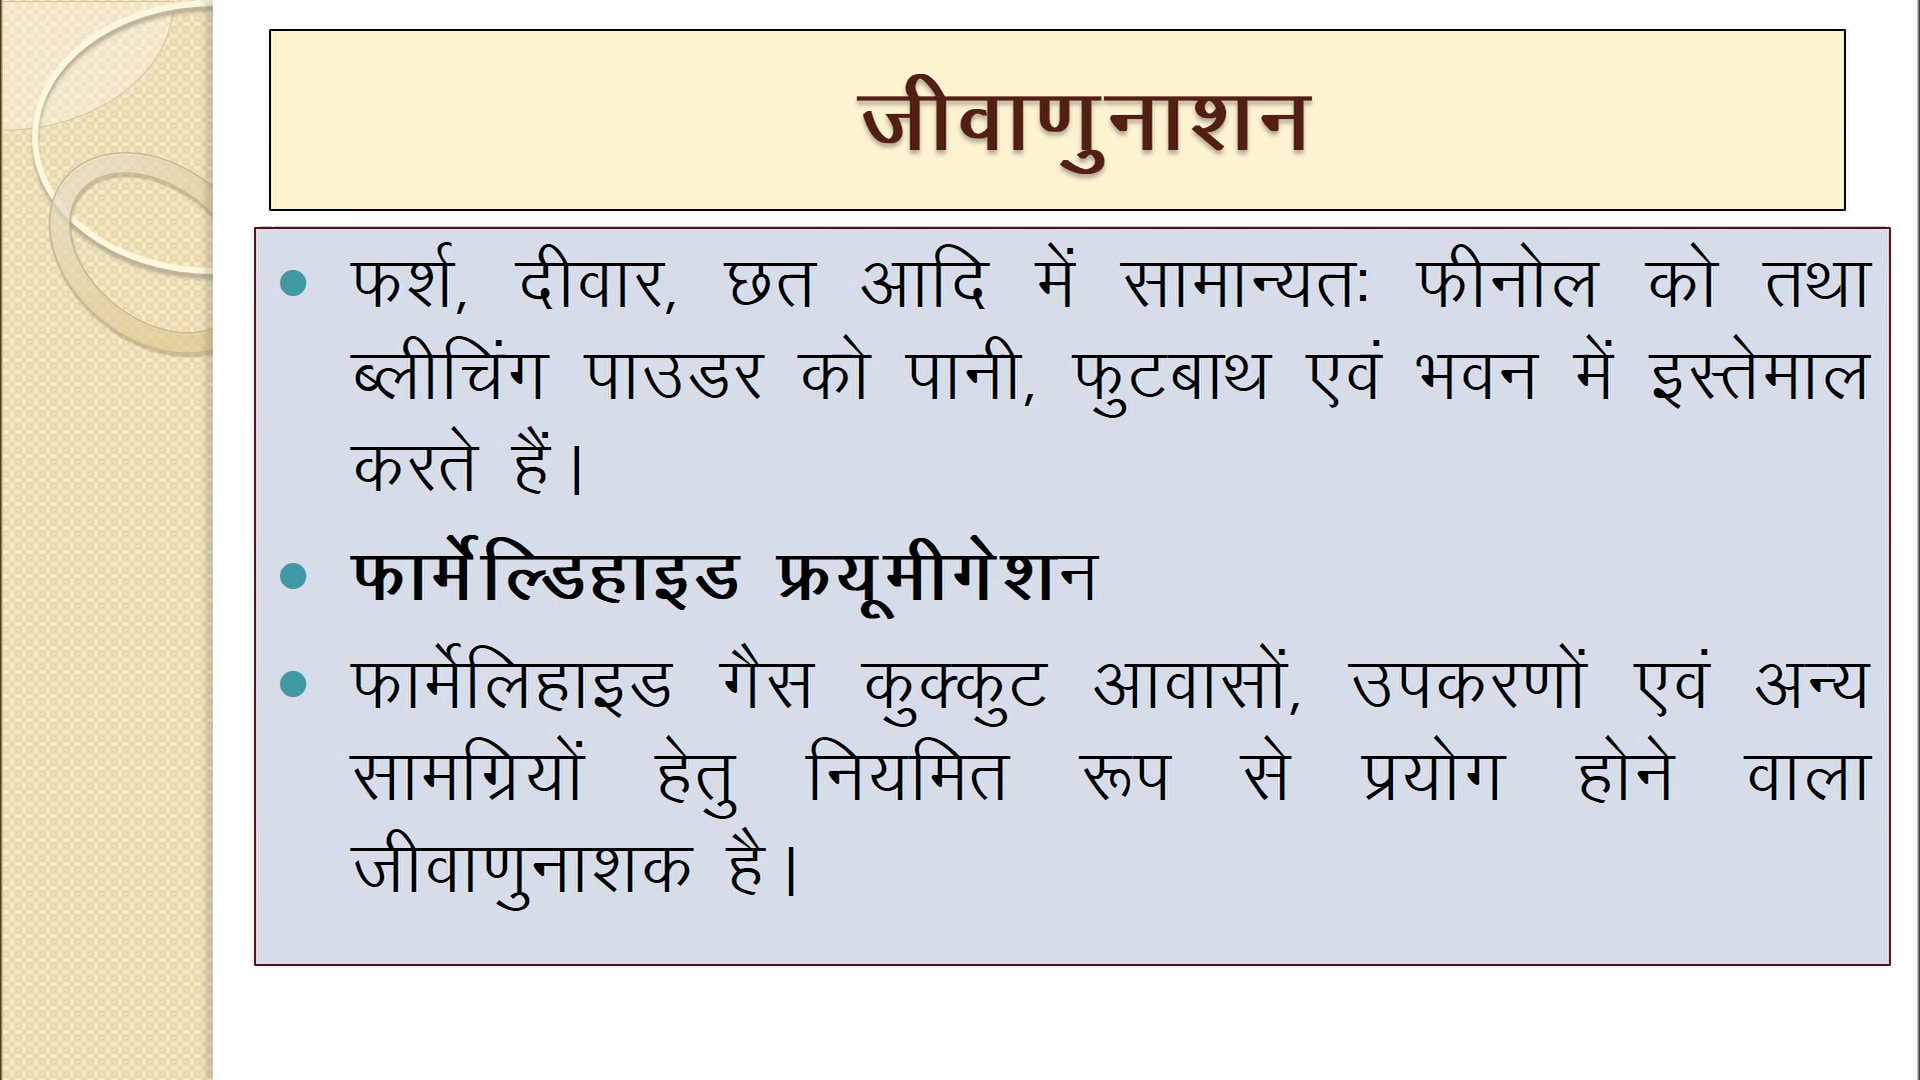 जीवाणुनाशन
• फर्श, दीवार, छत आदि में सामान्यतः फीनोल को तथा
ब्लीचिंग पाउडर को पानी, फुटबाथ एवं भवन में इस्तेमाल
करते हैं।
• फार्मेल्डिहाइड फ्रयूमीगेशन
• फार्मेलिहाइड गैस कुक्कुट आवासों, उपकरणों एवं अन्य
सामग्रियों हेतु नियमित रूप से प्रयोग होने वाला
जीवाणुनाशक है।